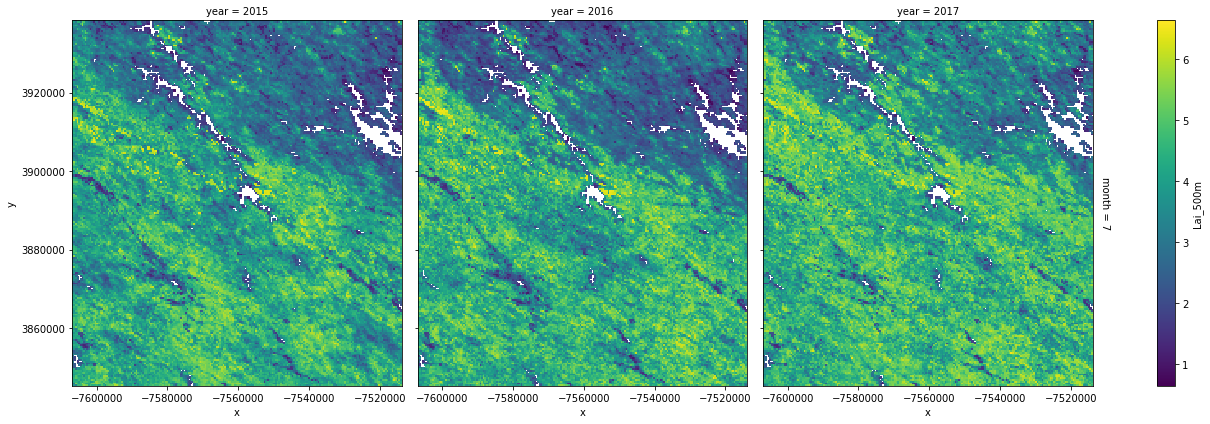 year = 2015
year = 2016
year = 2017
3920000
3900000
3880000
3860000
y
−7600000 −7580000 −7560000 −7540000 −7520000
x
−7600000 −7580000 −7560000 −7540000 −7520000
x
−7600000 −7580000 −7560000 −7540000 −7520000
x
month = 7
6
5
4
3
2
1
Lai_500m